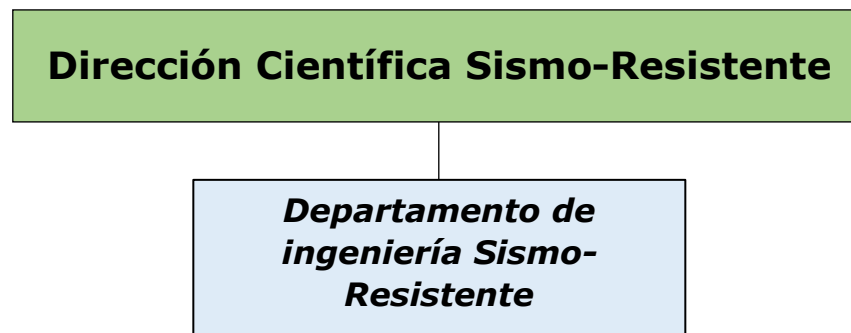 Dirección Científica Sismo-Resistente
Departamento de
ingeniería Sismo-
Resistente